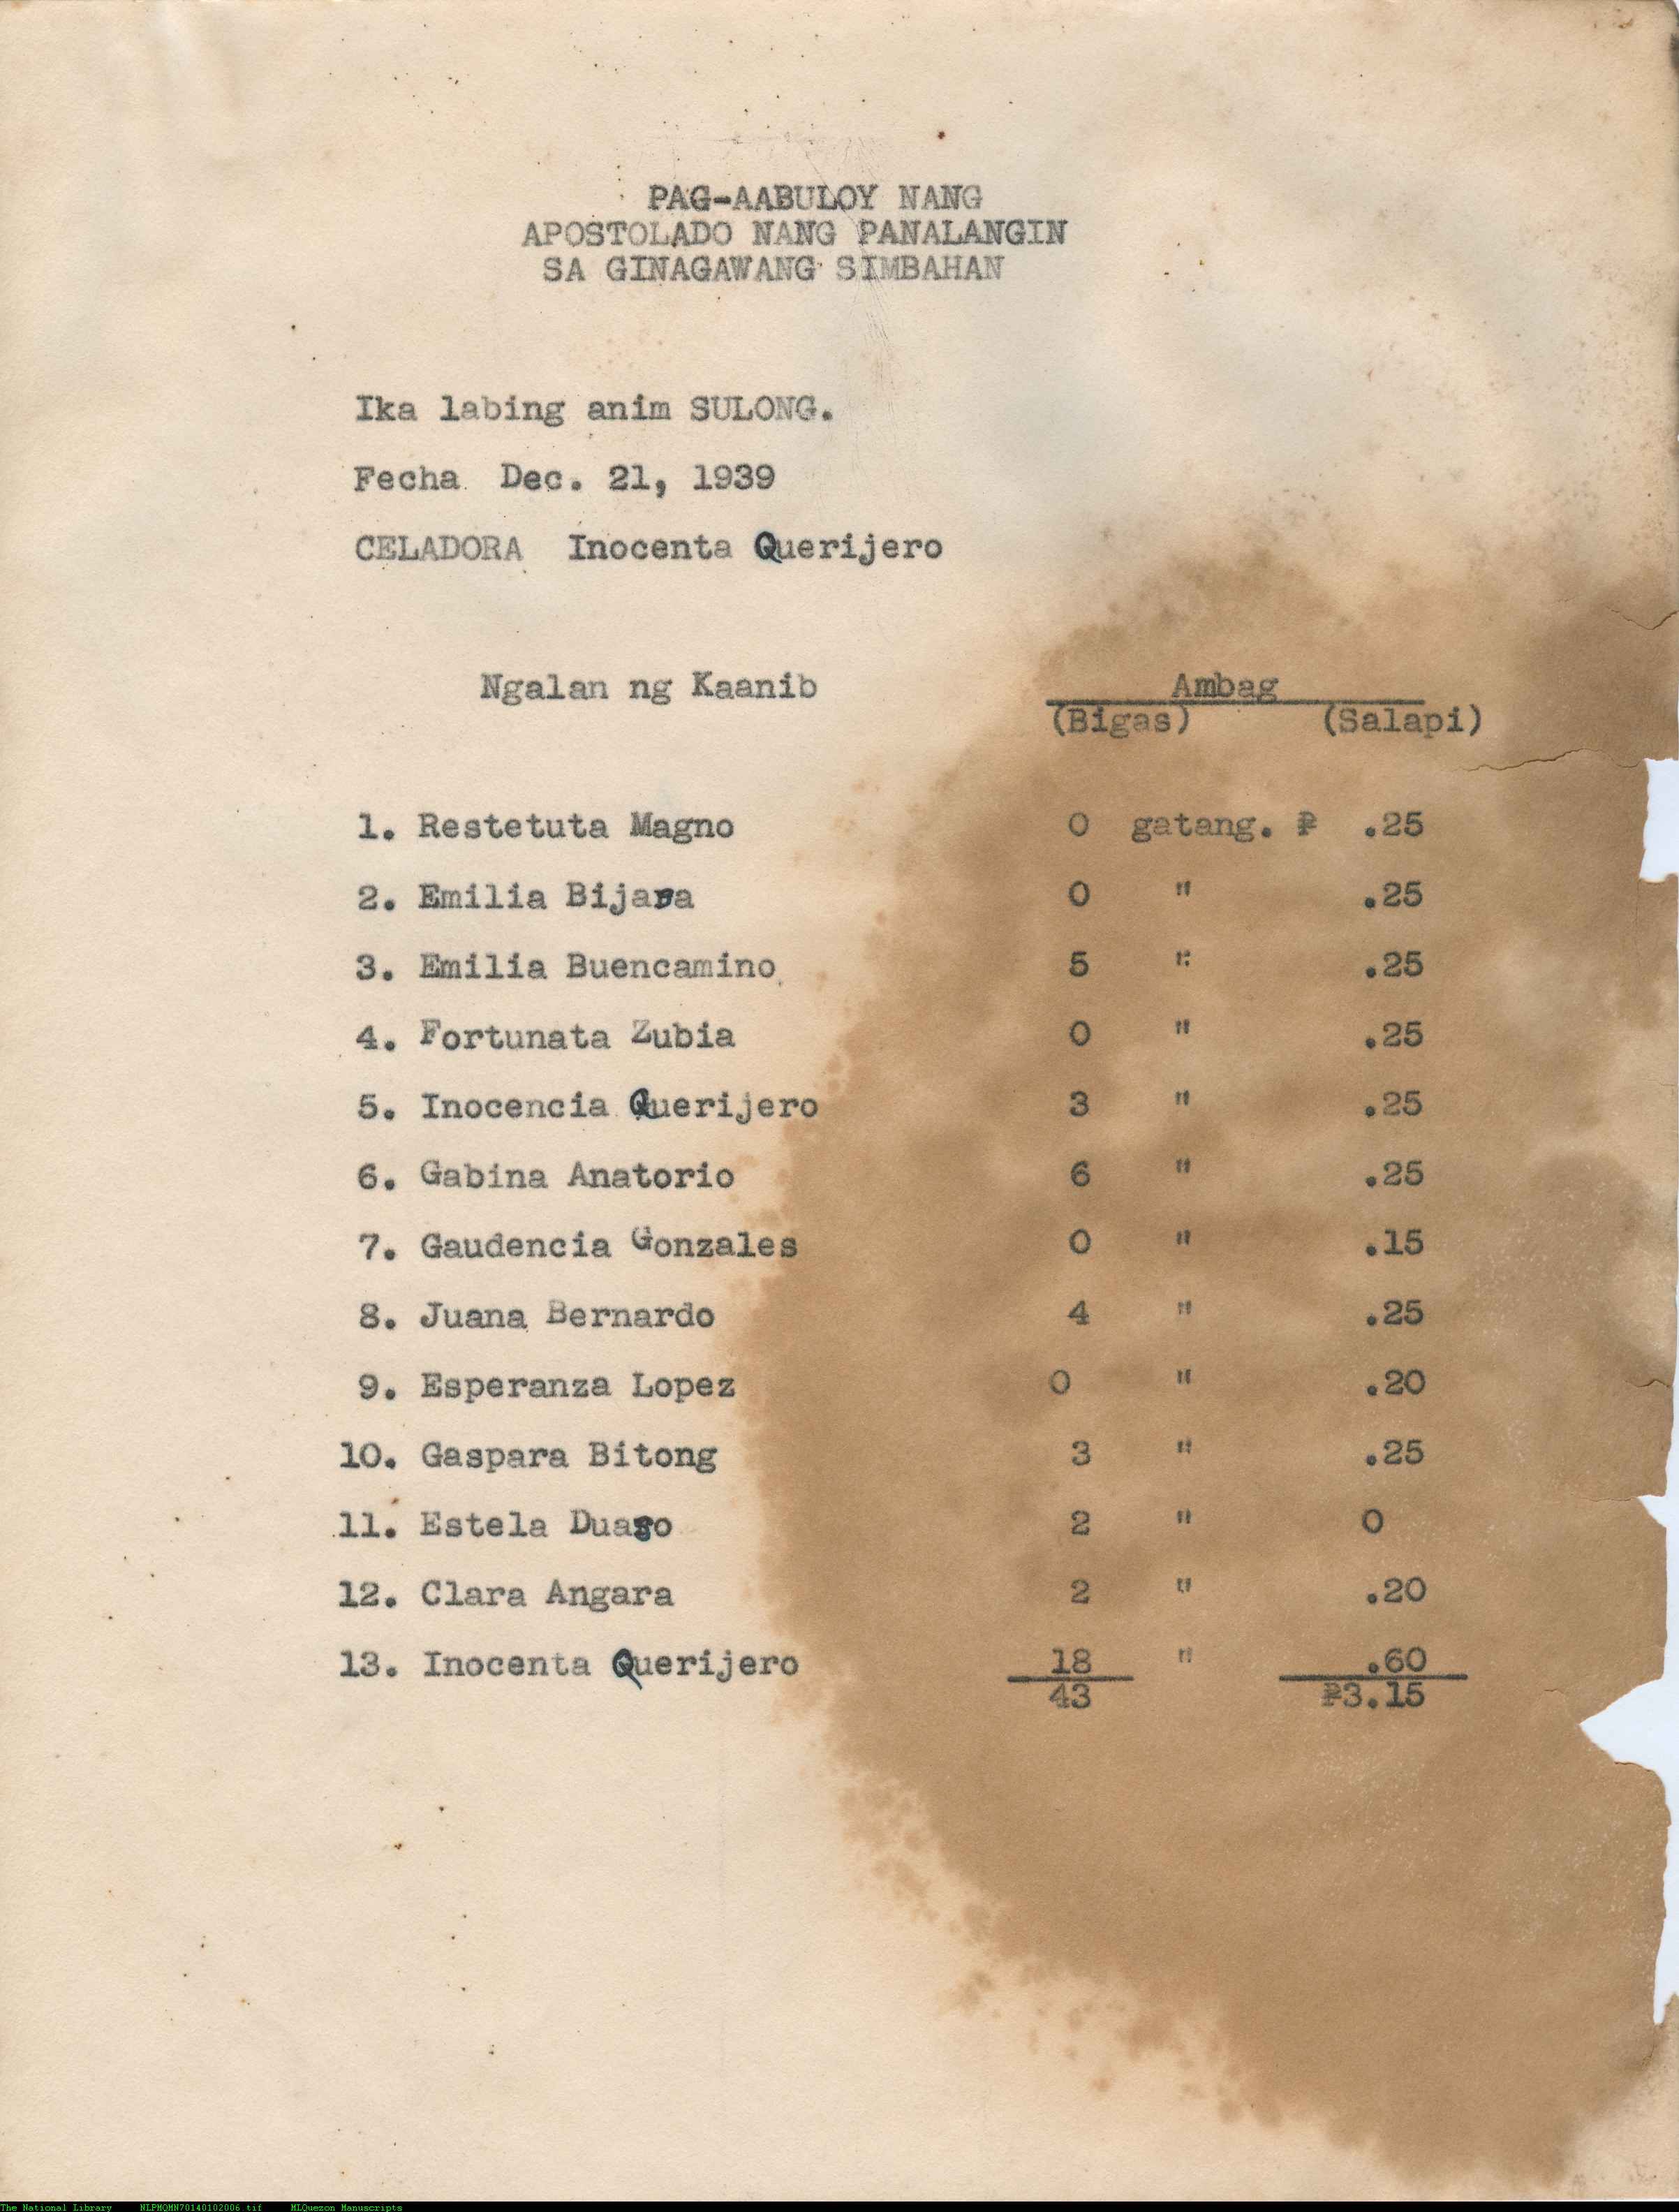 PAG-AABULOY NANG
APOSTOLADO NANG PANALANGIN
SA GINAGAWANG SIMBAHAN
Ika labing anim SULONG.
Fecha Dec. 21, 1939
CELADORA Inocenta Querijero
Ngalan ng Kaanib Ambag
(Bigas) (Salapi)
1. Restetuta Magno 0 gatang. ₱ .25
2. Emilia Bijara 0 " .25
3. Emilia Buencamino 5 " .25
4. Fortunata Zubia 0 " .25
5. Inocencia Querijero 3 " .25
6. Gabina Anatorio 6 " .25
7. Gaudencia Gonzales 0 " .15
8. Juana Bernardo 4 " .25
9. Esperanza Lopez 0 " .20
10. Gaspara Bitong 3 " .25
11. Estela Duaso 2 " 0
12. Clara Angara 2 " .20
13. Inocenta Querijero 18 " .60
43 ₱3.15
The National Library NLPMQMN70140102006.tif MLQuezon Manuscripts